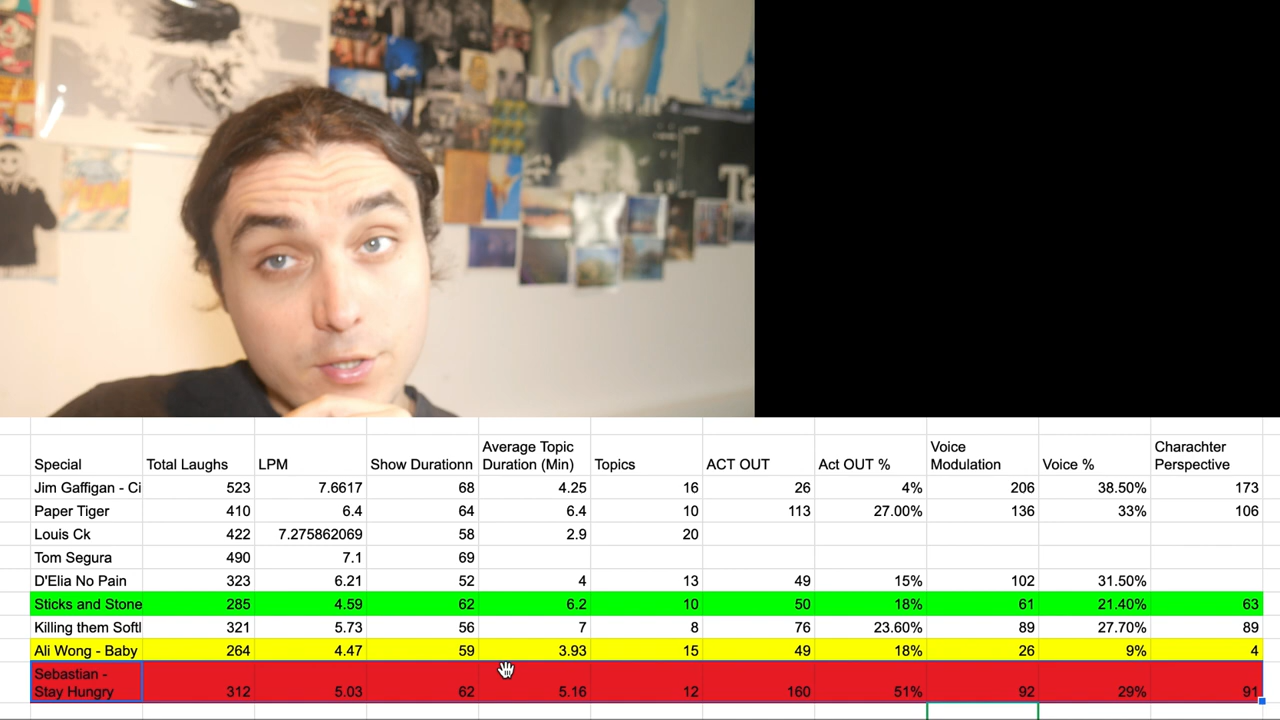 Te
Special Total Laughs LPM Show Durationn Average Topic Duration (Min) Topics ACT OUT Act OUT % Voice Modulation Voice % Charachter Perspective
Jim Gaffigan - Ci 523 7.6617 68 4.25 16 26 4% 206 38.50% 173
Paper Tiger 410 6.4 64 6.4 10 113 27.00% 136 33% 106
Louis Ck 422 7.275862069 58 2.9 20
Tom Segura 490 7.1 69
D'Elia No Pain 323 6.21 52 4 13 49 15% 102 31.50%
Sticks and Stone 285 4.59 62 6.2 10 50 18% 61 21.40% 63
Killing them Softl 321 5.73 56 7 8 76 23.60% 89 27.70% 89
Ali Wong - Baby 264 4.47 59 3.93 15 49 18% 26 9% 4
Sebastian - Stay Hungry 312 5.03 62 5.16 12 160 51% 92 29% 91